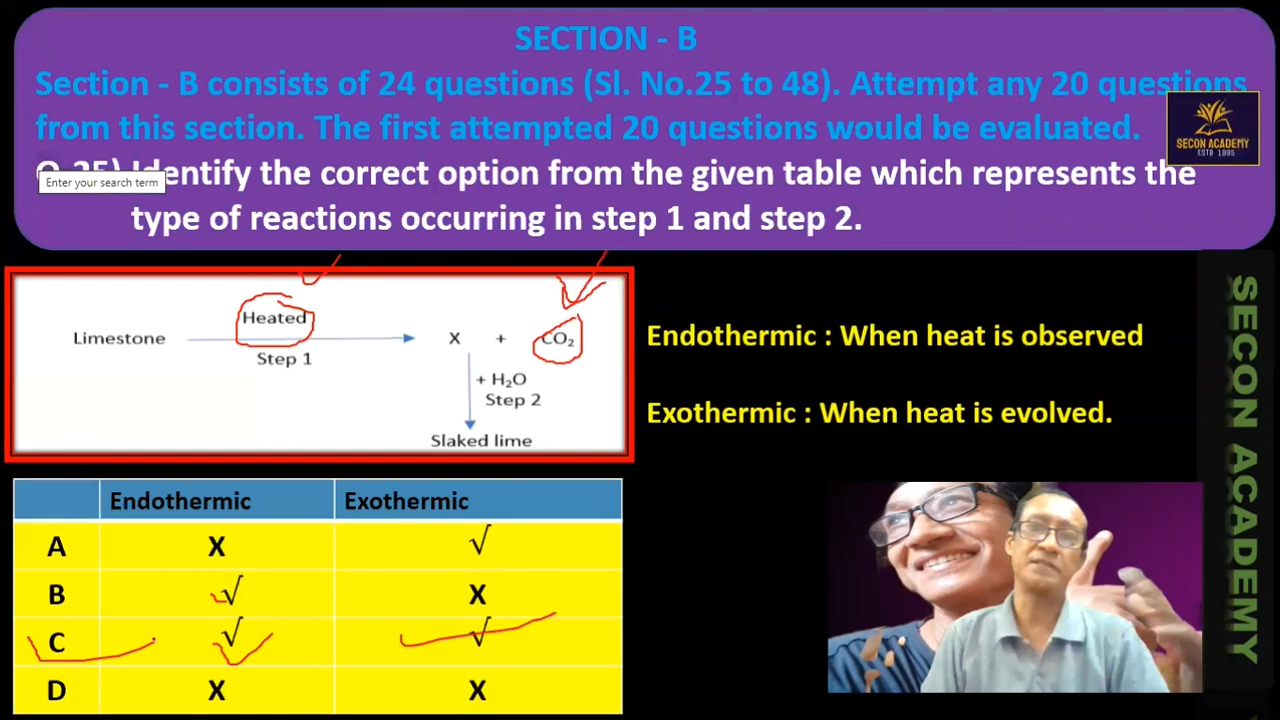 SECTION - B
Section - B consists of 24 questions (Sl. No.25 to 48). Attempt any 20 questions
from this section. The first attempted 20 questions would be evaluated.
SECON ACADEMY
ESTD 1995
Q.25) Identify the correct option from the given table which represents the
Enter your search term
type of reactions occurring in step 1 and step 2.
Heated
Limestone X + CO₂
Step 1
+ H₂O
Step 2
Slaked lime
Endothermic : When heat is observed
Exothermic : When heat is evolved.
Endothermic Exothermic
A X √
B √ X
C √ √
D X X
SECON ACADEMY